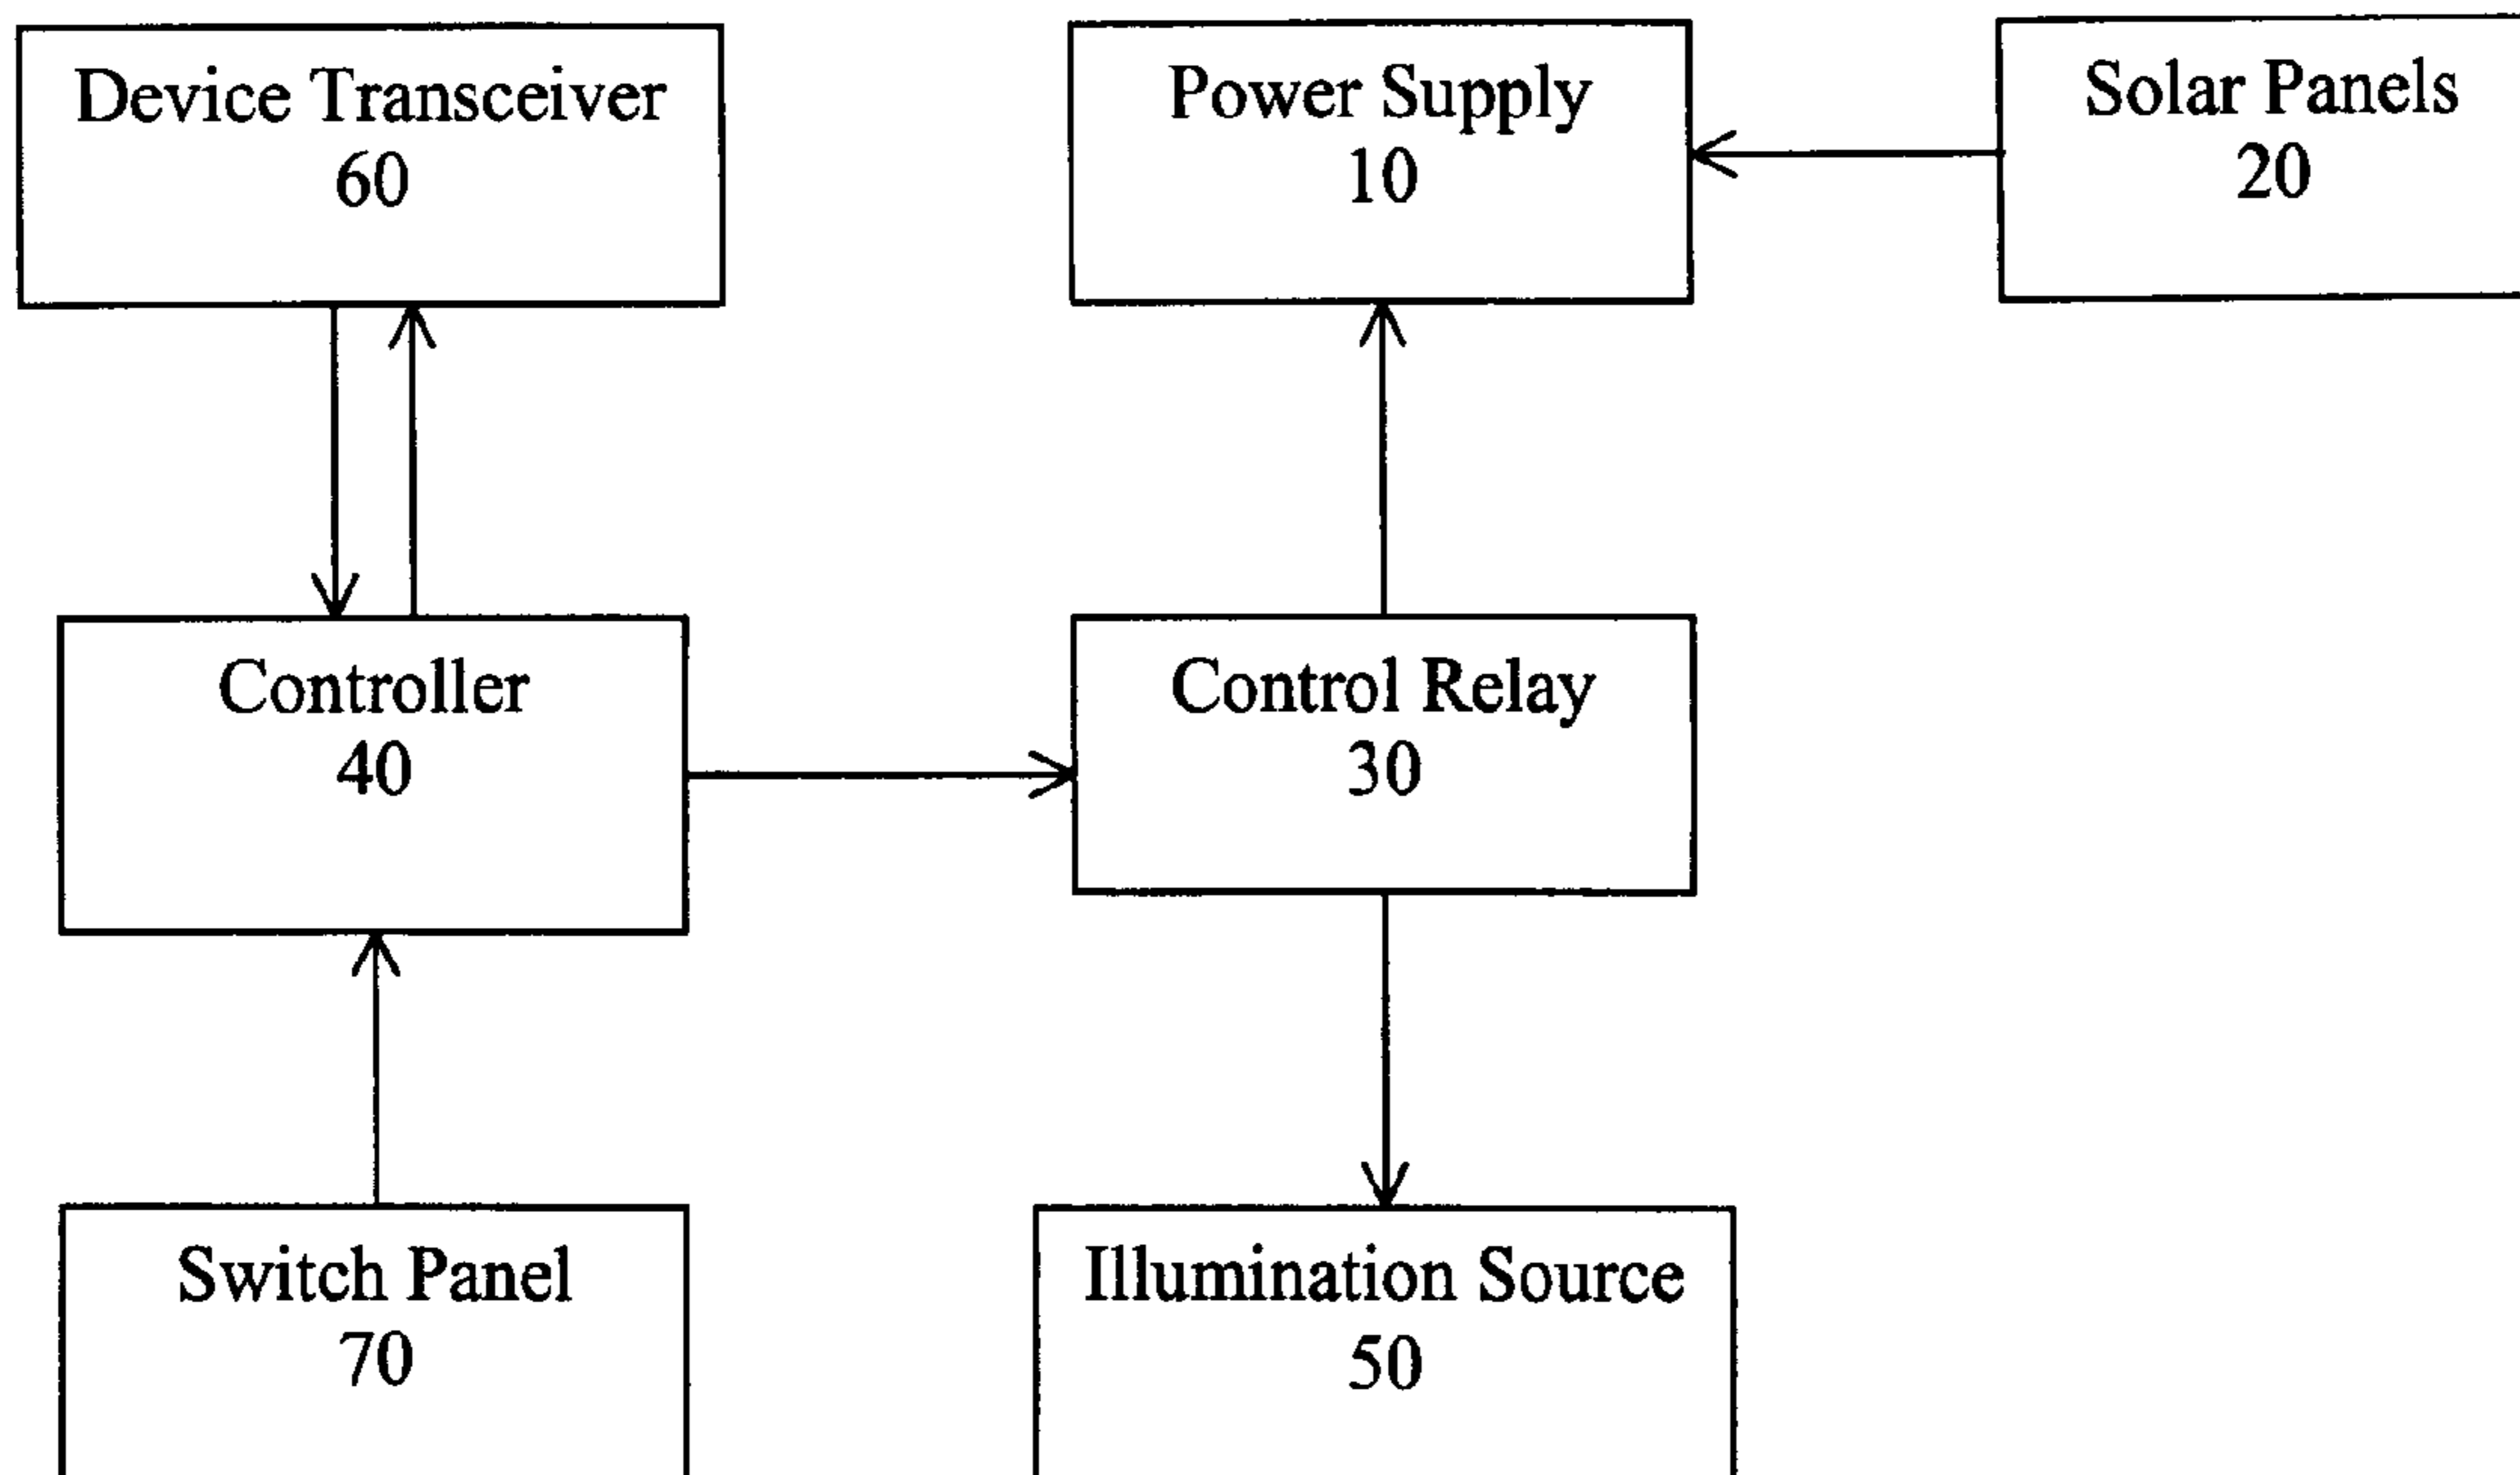 Device Transceiver
60
Power Supply
10
Solar Panels
20
Controller
40
Control Relay
30
Switch Panel
70
Illumination Source
50